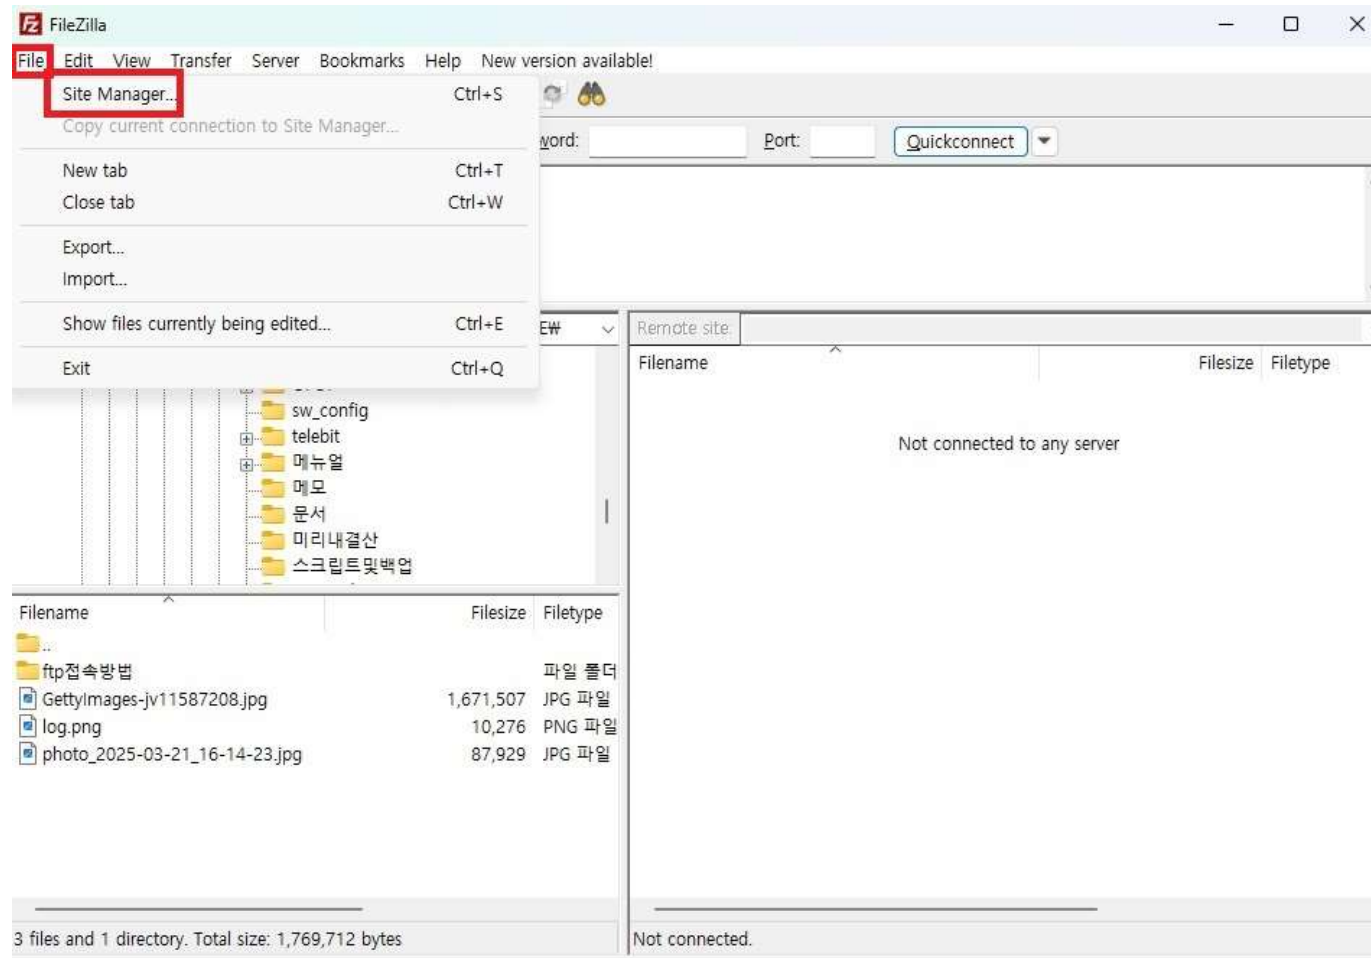 FileZilla
File Edit View Transfer Server Bookmarks Help New version available!
Site Manager... Ctrl+S
Copy current connection to Site Manager...
word: Port: Quickconnect
New tab Ctrl+T
Close tab Ctrl+W
Export...
Import...
Show files currently being edited... Ctrl+E
Exit Ctrl+Q
E₩
Remote site:
Filename Filesize Filetype
sw_config
telebit
메뉴얼
메모
문서
미리내결산
스크립트및백업
Not connected to any server
Filename Filesize Filetype
..
ftp접속방법 파일 폴더
GettyImages-jv11587208.jpg 1,671,507 JPG 파일
log.png 10,276 PNG 파일
photo_2025-03-21_16-14-23.jpg 87,929 JPG 파일
3 files and 1 directory. Total size: 1,769,712 bytes
Not connected.